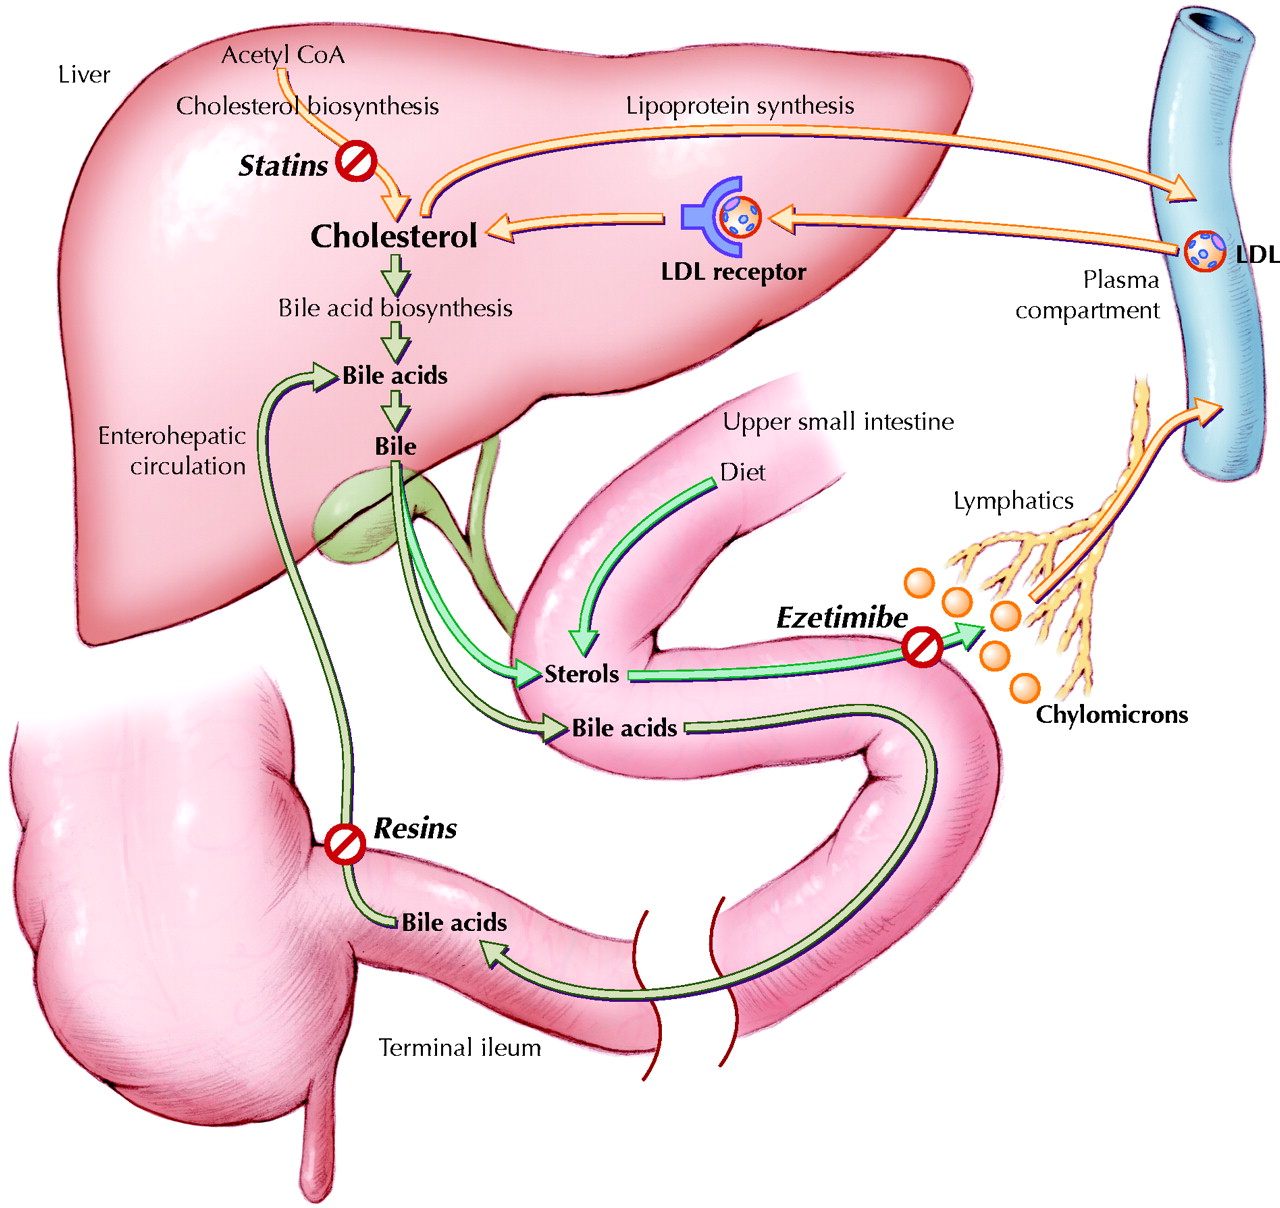 Acetyl CoA
Liver
Cholesterol biosynthesis
Lipoprotein synthesis
Statins
Cholesterol
LDL
LDL receptor
Plasma
compartment
Bile acid biosynthesis
Bile acids
Upper small intestine
Enterohepatic
circulation
Bile
Diet
Lymphatics
Ezetimibe
Sterols
Chylomicrons
Bile acids
Resins
Bile acids
Terminal ileum